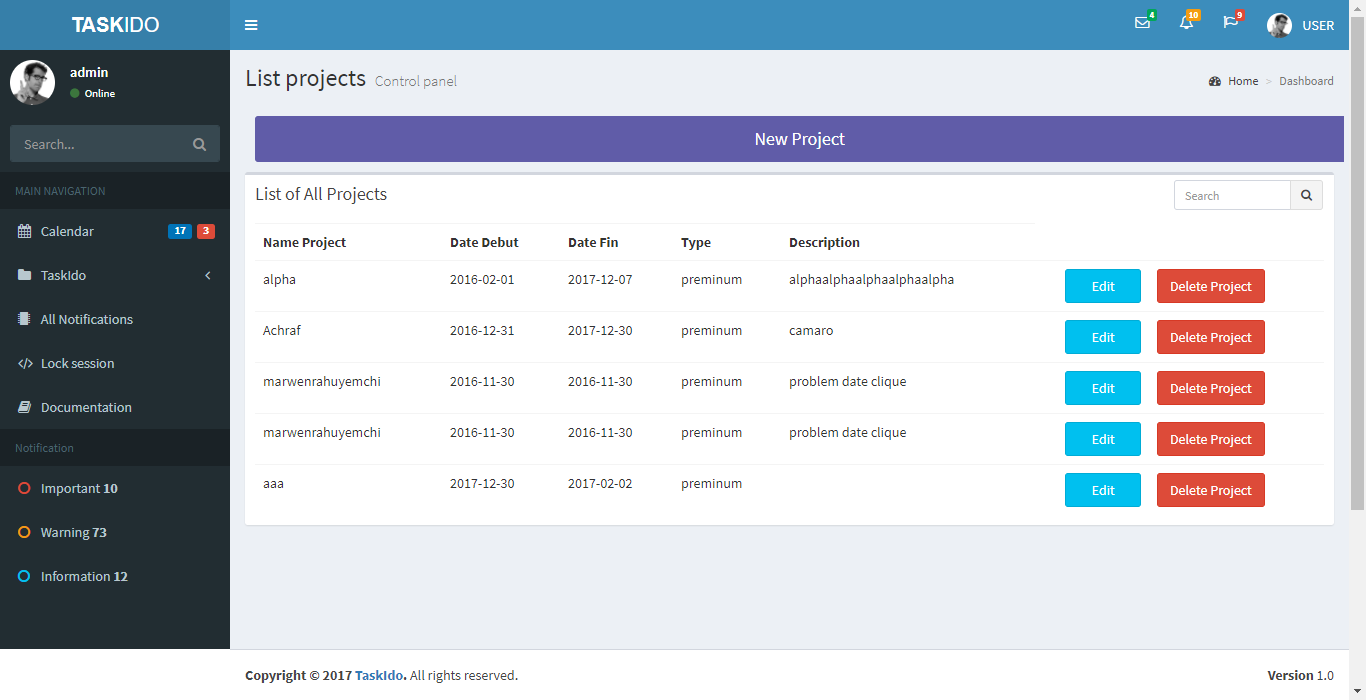 TASKIDO
4 10 9 USER
admin
Online
List projects Control panel
Home > Dashboard
Search...
New Project
MAIN NAVIGATION
List of All Projects
Search
Calendar 17 3
TaskIdo
All Notifications
Lock session
Documentation
Notification
Important 10
Warning 73
Information 12
Name Project Date Debut Date Fin Type Description
alpha 2016-02-01 2017-12-07 preminum alphaalphaalphaalphaalpha Edit Delete Project
Achraf 2016-12-31 2017-12-30 preminum camaro Edit Delete Project
marwenrahuyemchi 2016-11-30 2016-11-30 preminum problem date clique Edit Delete Project
marwenrahuyemchi 2016-11-30 2016-11-30 preminum problem date clique Edit Delete Project
aaa 2017-12-30 2017-02-02 preminum Edit Delete Project
Copyright © 2017 TaskIdo. All rights reserved.
Version 1.0